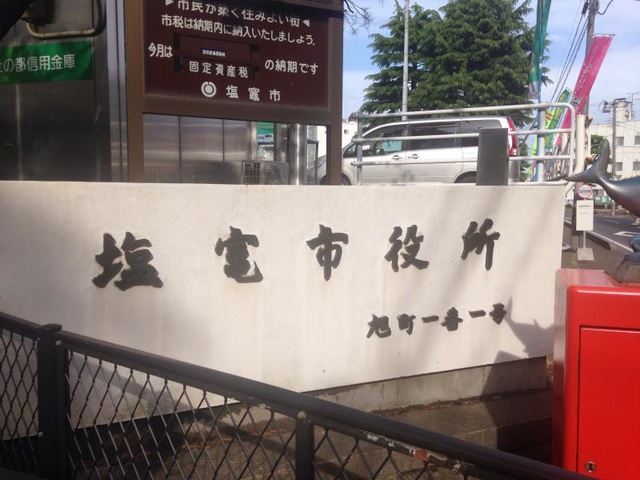 ▶市民が築く住みよい街◀
市税は納期内に納入いたしましょう.
今月は
固定資産税
の納期です
塩竈市
の都信用金庫
塩竈市役所
旭町一番一号